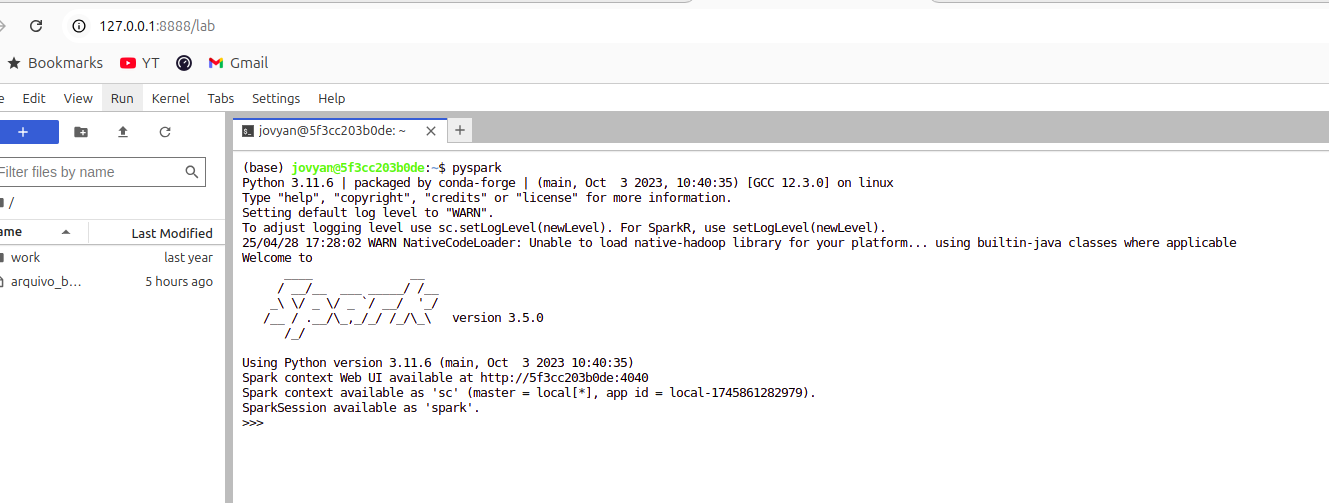 127.0.0.1:8888/lab
Bookmarks YT Gmail
Edit View Run Kernel Tabs Settings Help
jovyan@5f3cc203b0de: ~
Filter files by name
/
Last Modified
work last year
arquivo_b… 5 hours ago
(base) jovyan@5f3cc203b0de:~$ pyspark
Python 3.11.6 | packaged by conda-forge | (main, Oct  3 2023, 10:40:35) [GCC 12.3.0] on linux
Type "help", "copyright", "credits" or "license" for more information.
Setting default log level to "WARN".
To adjust logging level use sc.setLogLevel(newLevel). For SparkR, use setLogLevel(newLevel).
25/04/28 17:28:02 WARN NativeCodeLoader: Unable to load native-hadoop library for your platform... using builtin-java classes where applicable
Welcome to
      ____              __
     / __/__  ___ _____/ /__
    _\ \/ _ \/ _ `/ __/  '_/
   /__ / .__/\_,_/_/ /_/\_\   version 3.5.0
      /_/
Using Python version 3.11.6 (main, Oct  3 2023 10:40:35)
Spark context Web UI available at http://5f3cc203b0de:4040
Spark context available as 'sc' (master = local[*], app id = local-1745861282979).
SparkSession available as 'spark'.
>>>